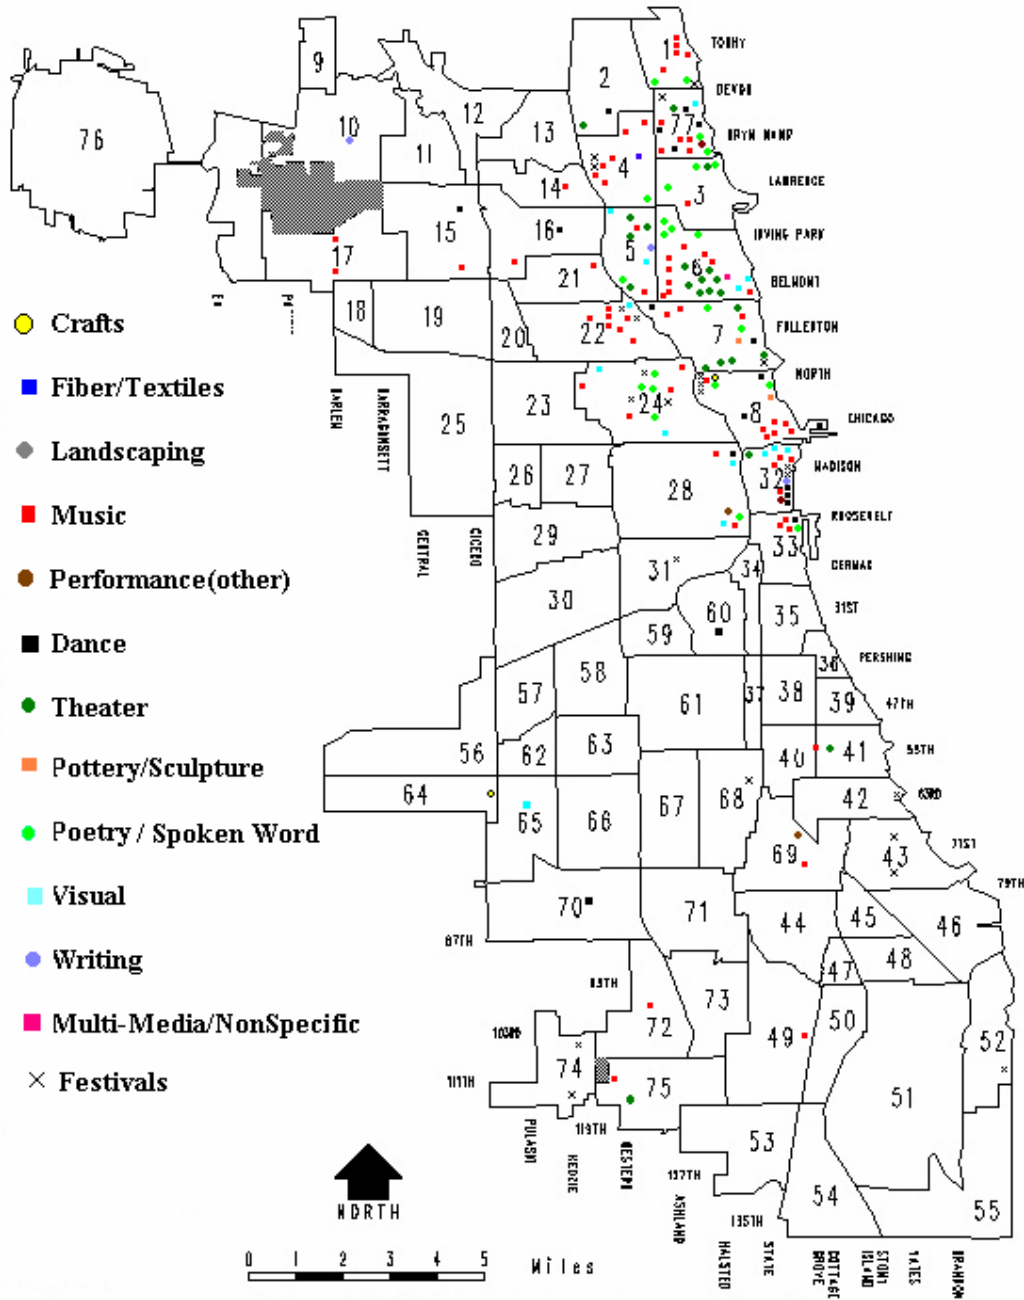 TOUHY
1
9
2
DEVON
76
10
12
13
77
BRYN MAWR
11
4
14
3
LAWRENCE
15
16
5
IRVING PARK
17
6
21
BELMONT
18
19
20
22
7
FULLERTON
Crafts
NORTH
Fiber/Textiles
HARLEM
NARRAGANSETT
23
24
8
CHICAGO
25
Landscaping
26
27
28
32
MADISON
Music
ROOSEVELT
29
CENTRAL
CICERO
33
Performance(other)
31
34
CERMAK
30
60
35
31ST
Dance
59
36
PERSHING
58
57
37
38
39
47TH
Theater
61
56
62
63
40
41
55TH
Pottery/Sculpture
64
68
42
63RD
65
66
67
Poetry / Spoken Word
69
43
71ST
79TH
Visual
70
71
44
45
46
87TH
48
Writing
47
99TH
73
50
Multi-Media/NonSpecific
103RD
72
49
52
Festivals
74
111TH
75
51
119TH
PULASKI
KEDZIE
WESTERN
53
127TH
NORTH
ASHLAND
54
55
135TH
HALSTED
STATE
COTTAGE
GROVE
STONY
ISLAND
YATES
BRANDON
0 1 2 3 4 5 Miles